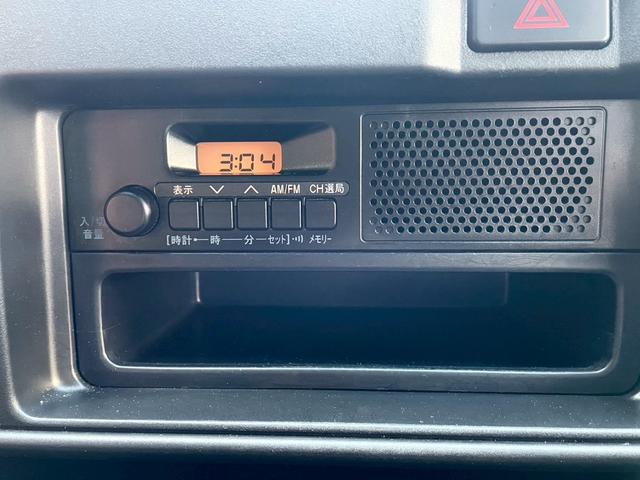 3:04
表示 ∨ ∧ AM/FM CH選局
入/切
音量
[時計•時 分 セット]•))) メモリー